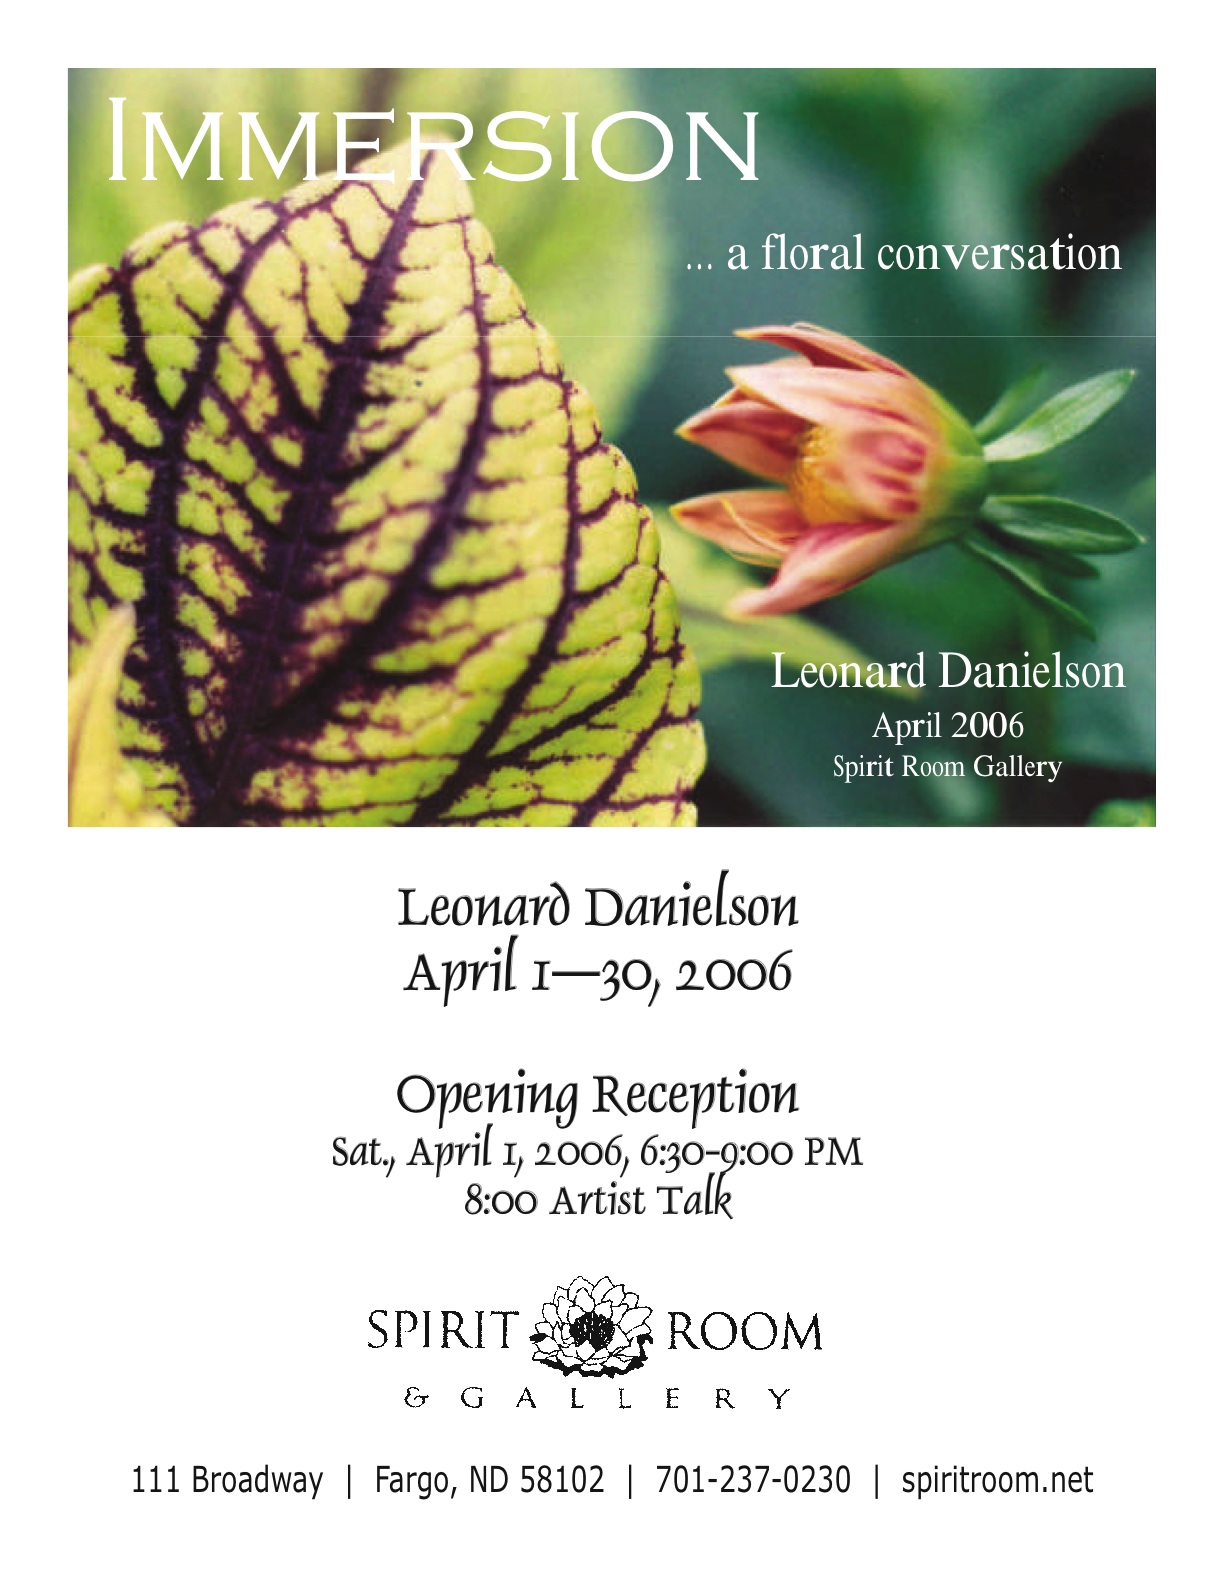 IMMERSION
... a floral conversation
Leonard Danielson
April 2006
Spirit Room Gallery
Leonard Danielson
April 1—30, 2006
Opening Reception
Sat., April 1, 2006, 6:30-9:00 PM
8:00 Artist Talk
SPIRIT ROOM
& GALLERY
111 Broadway | Fargo, ND 58102 | 701-237-0230 | spiritroom.net